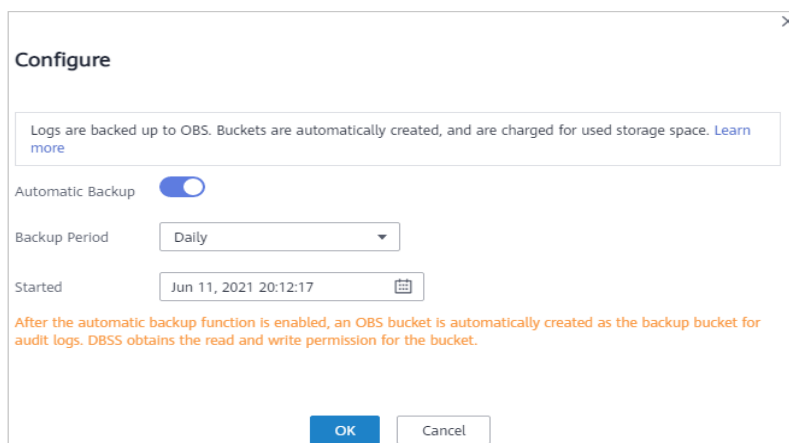 Configure
Logs are backed up to OBS. Buckets are automatically created, and are charged for used storage space. Learn
more
Automatic Backup
Backup Period Daily
Started Jun 11, 2021 20:12:17
After the automatic backup function is enabled, an OBS bucket is automatically created as the backup bucket for
audit logs. DBSS obtains the read and write permission for the bucket.
OK Cancel